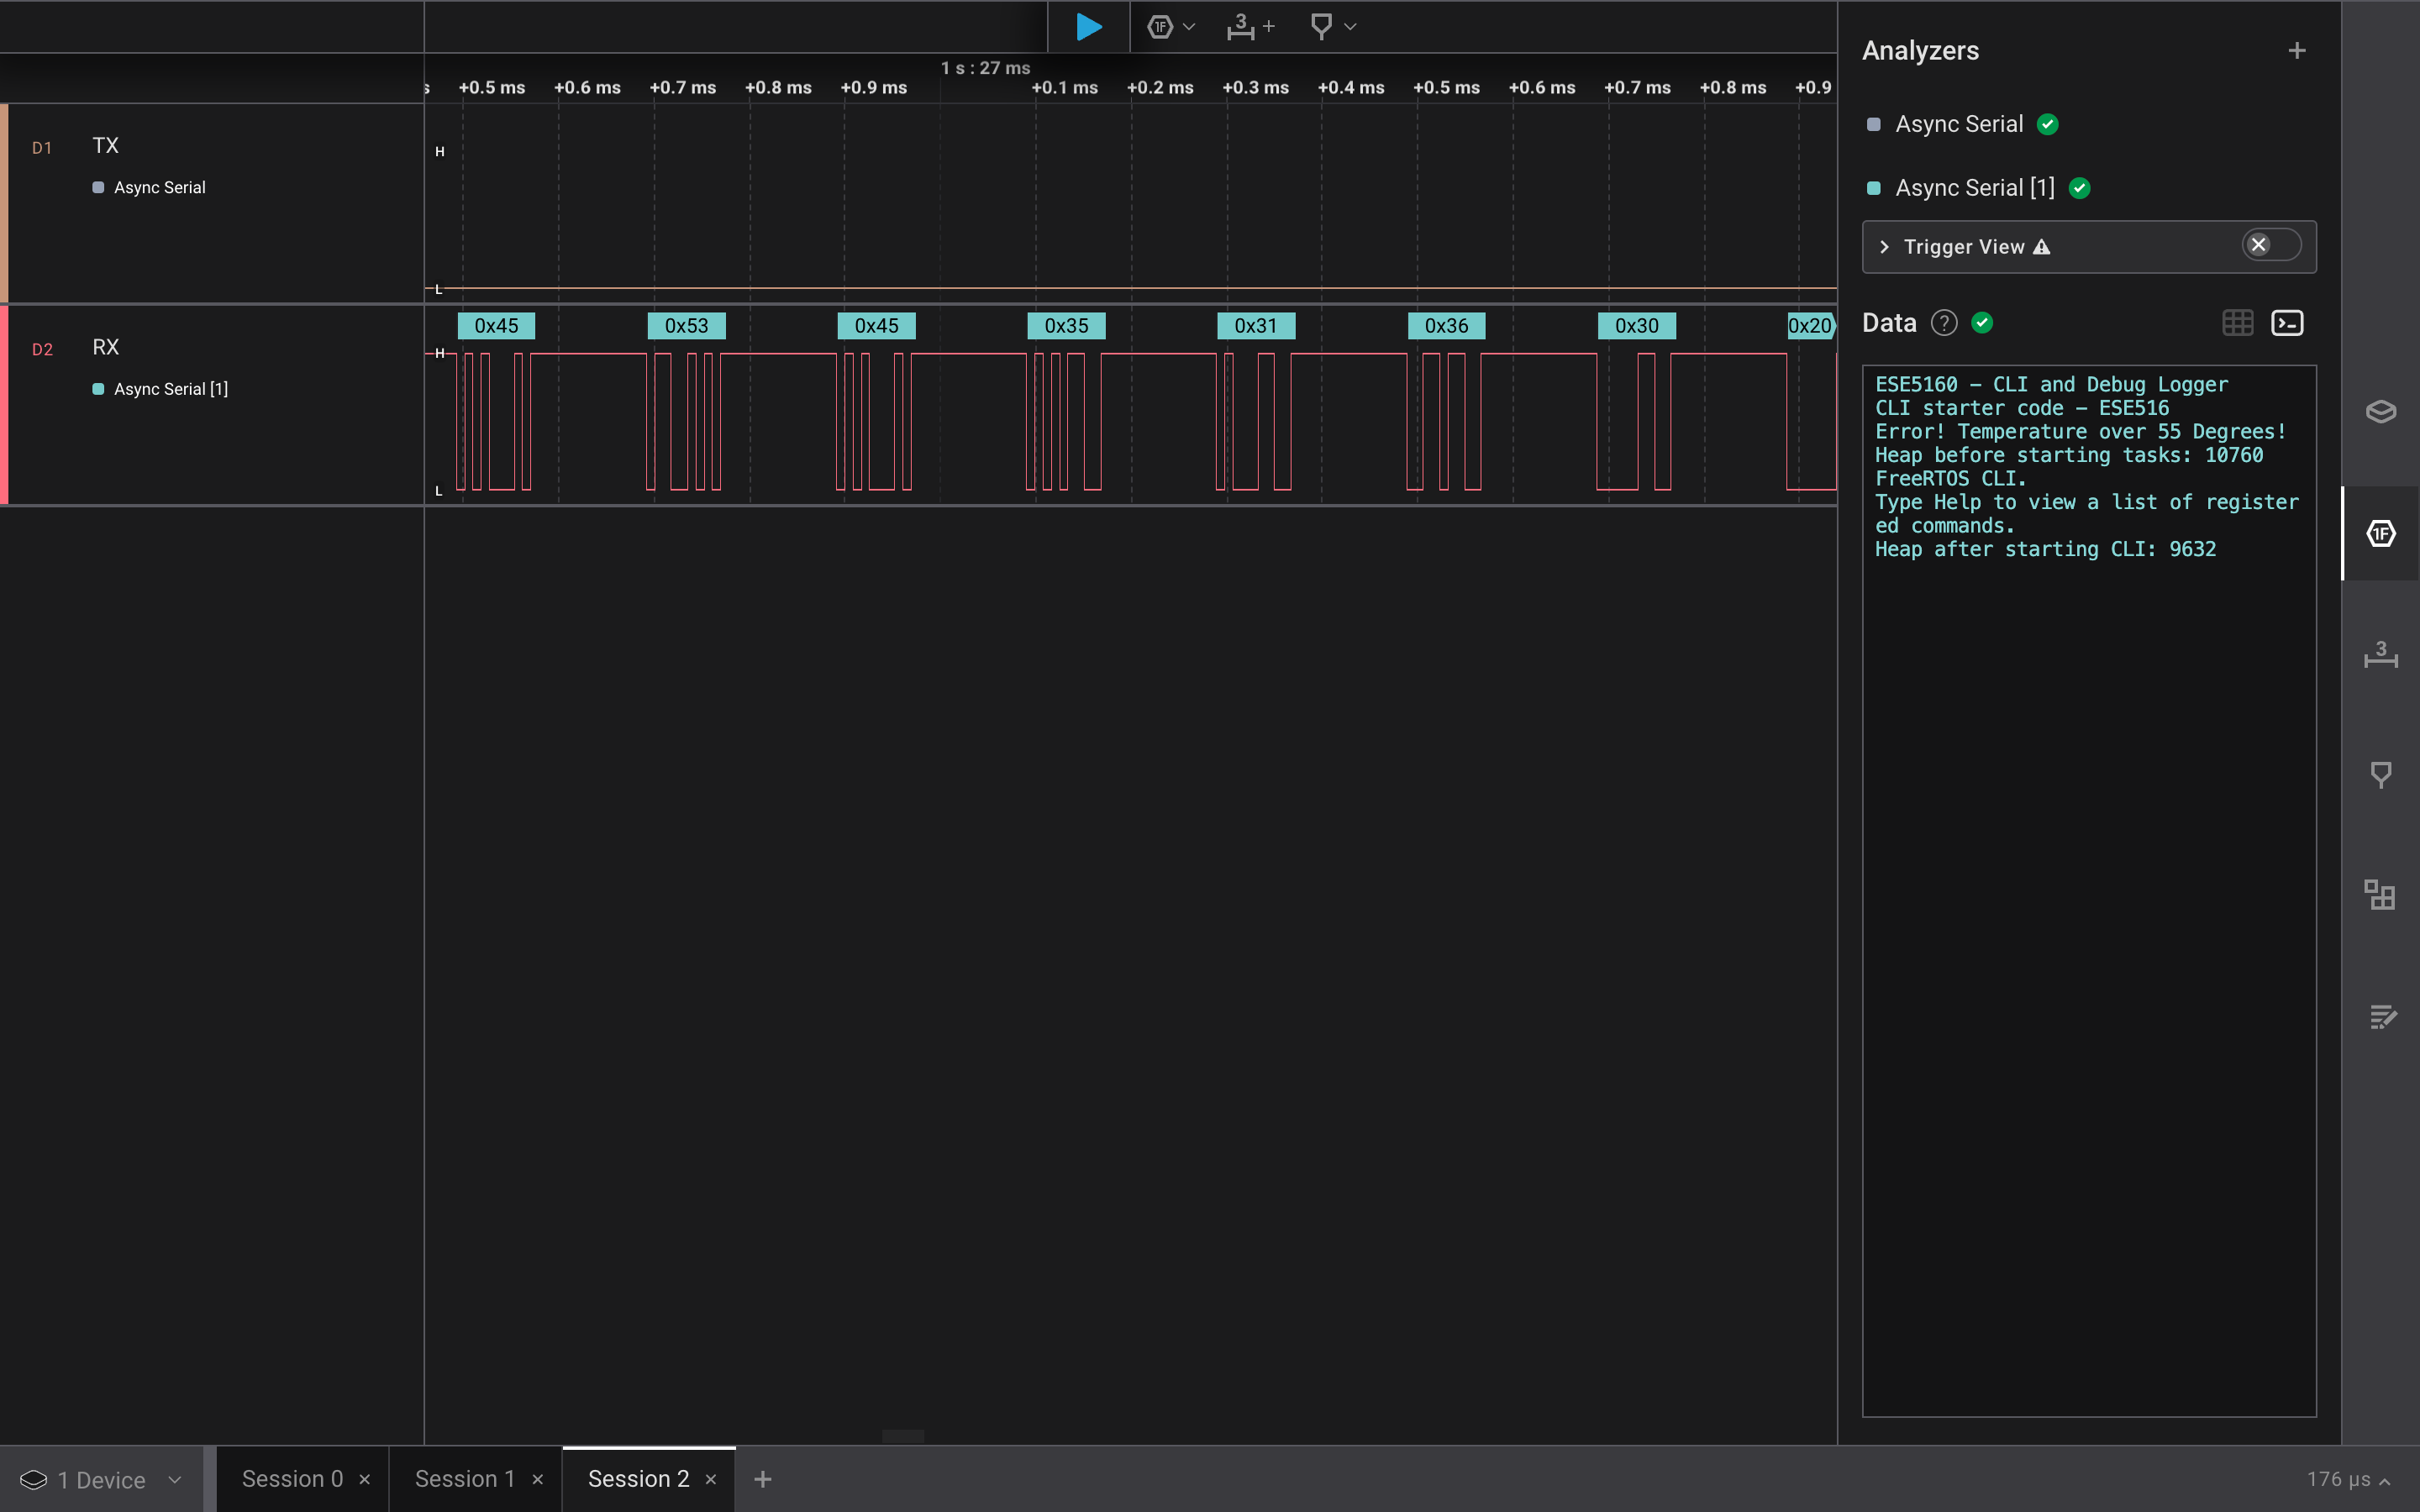 1F
3 +
1 s : 27 ms
s +0.5 ms +0.6 ms +0.7 ms +0.8 ms +0.9 ms +0.1 ms +0.2 ms +0.3 ms +0.4 ms +0.5 ms +0.6 ms +0.7 ms +0.8 ms +0.9
D1 TX
Async Serial
H
L
D2 RX
Async Serial [1]
0x45 0x53 0x45 0x35 0x31 0x36 0x30 0x20
H
L
Analyzers +
Async Serial
Async Serial [1]
Trigger View
Data ?
ESE5160 – CLI and Debug Logger
CLI starter code – ESE516
Error! Temperature over 55 Degrees!
Heap before starting tasks: 10760
FreeRTOS CLI.
Type Help to view a list of register
ed commands.
Heap after starting CLI: 9632
1F
3
1 Device
Session 0 ×
Session 1 ×
Session 2 ×
+
176 µs